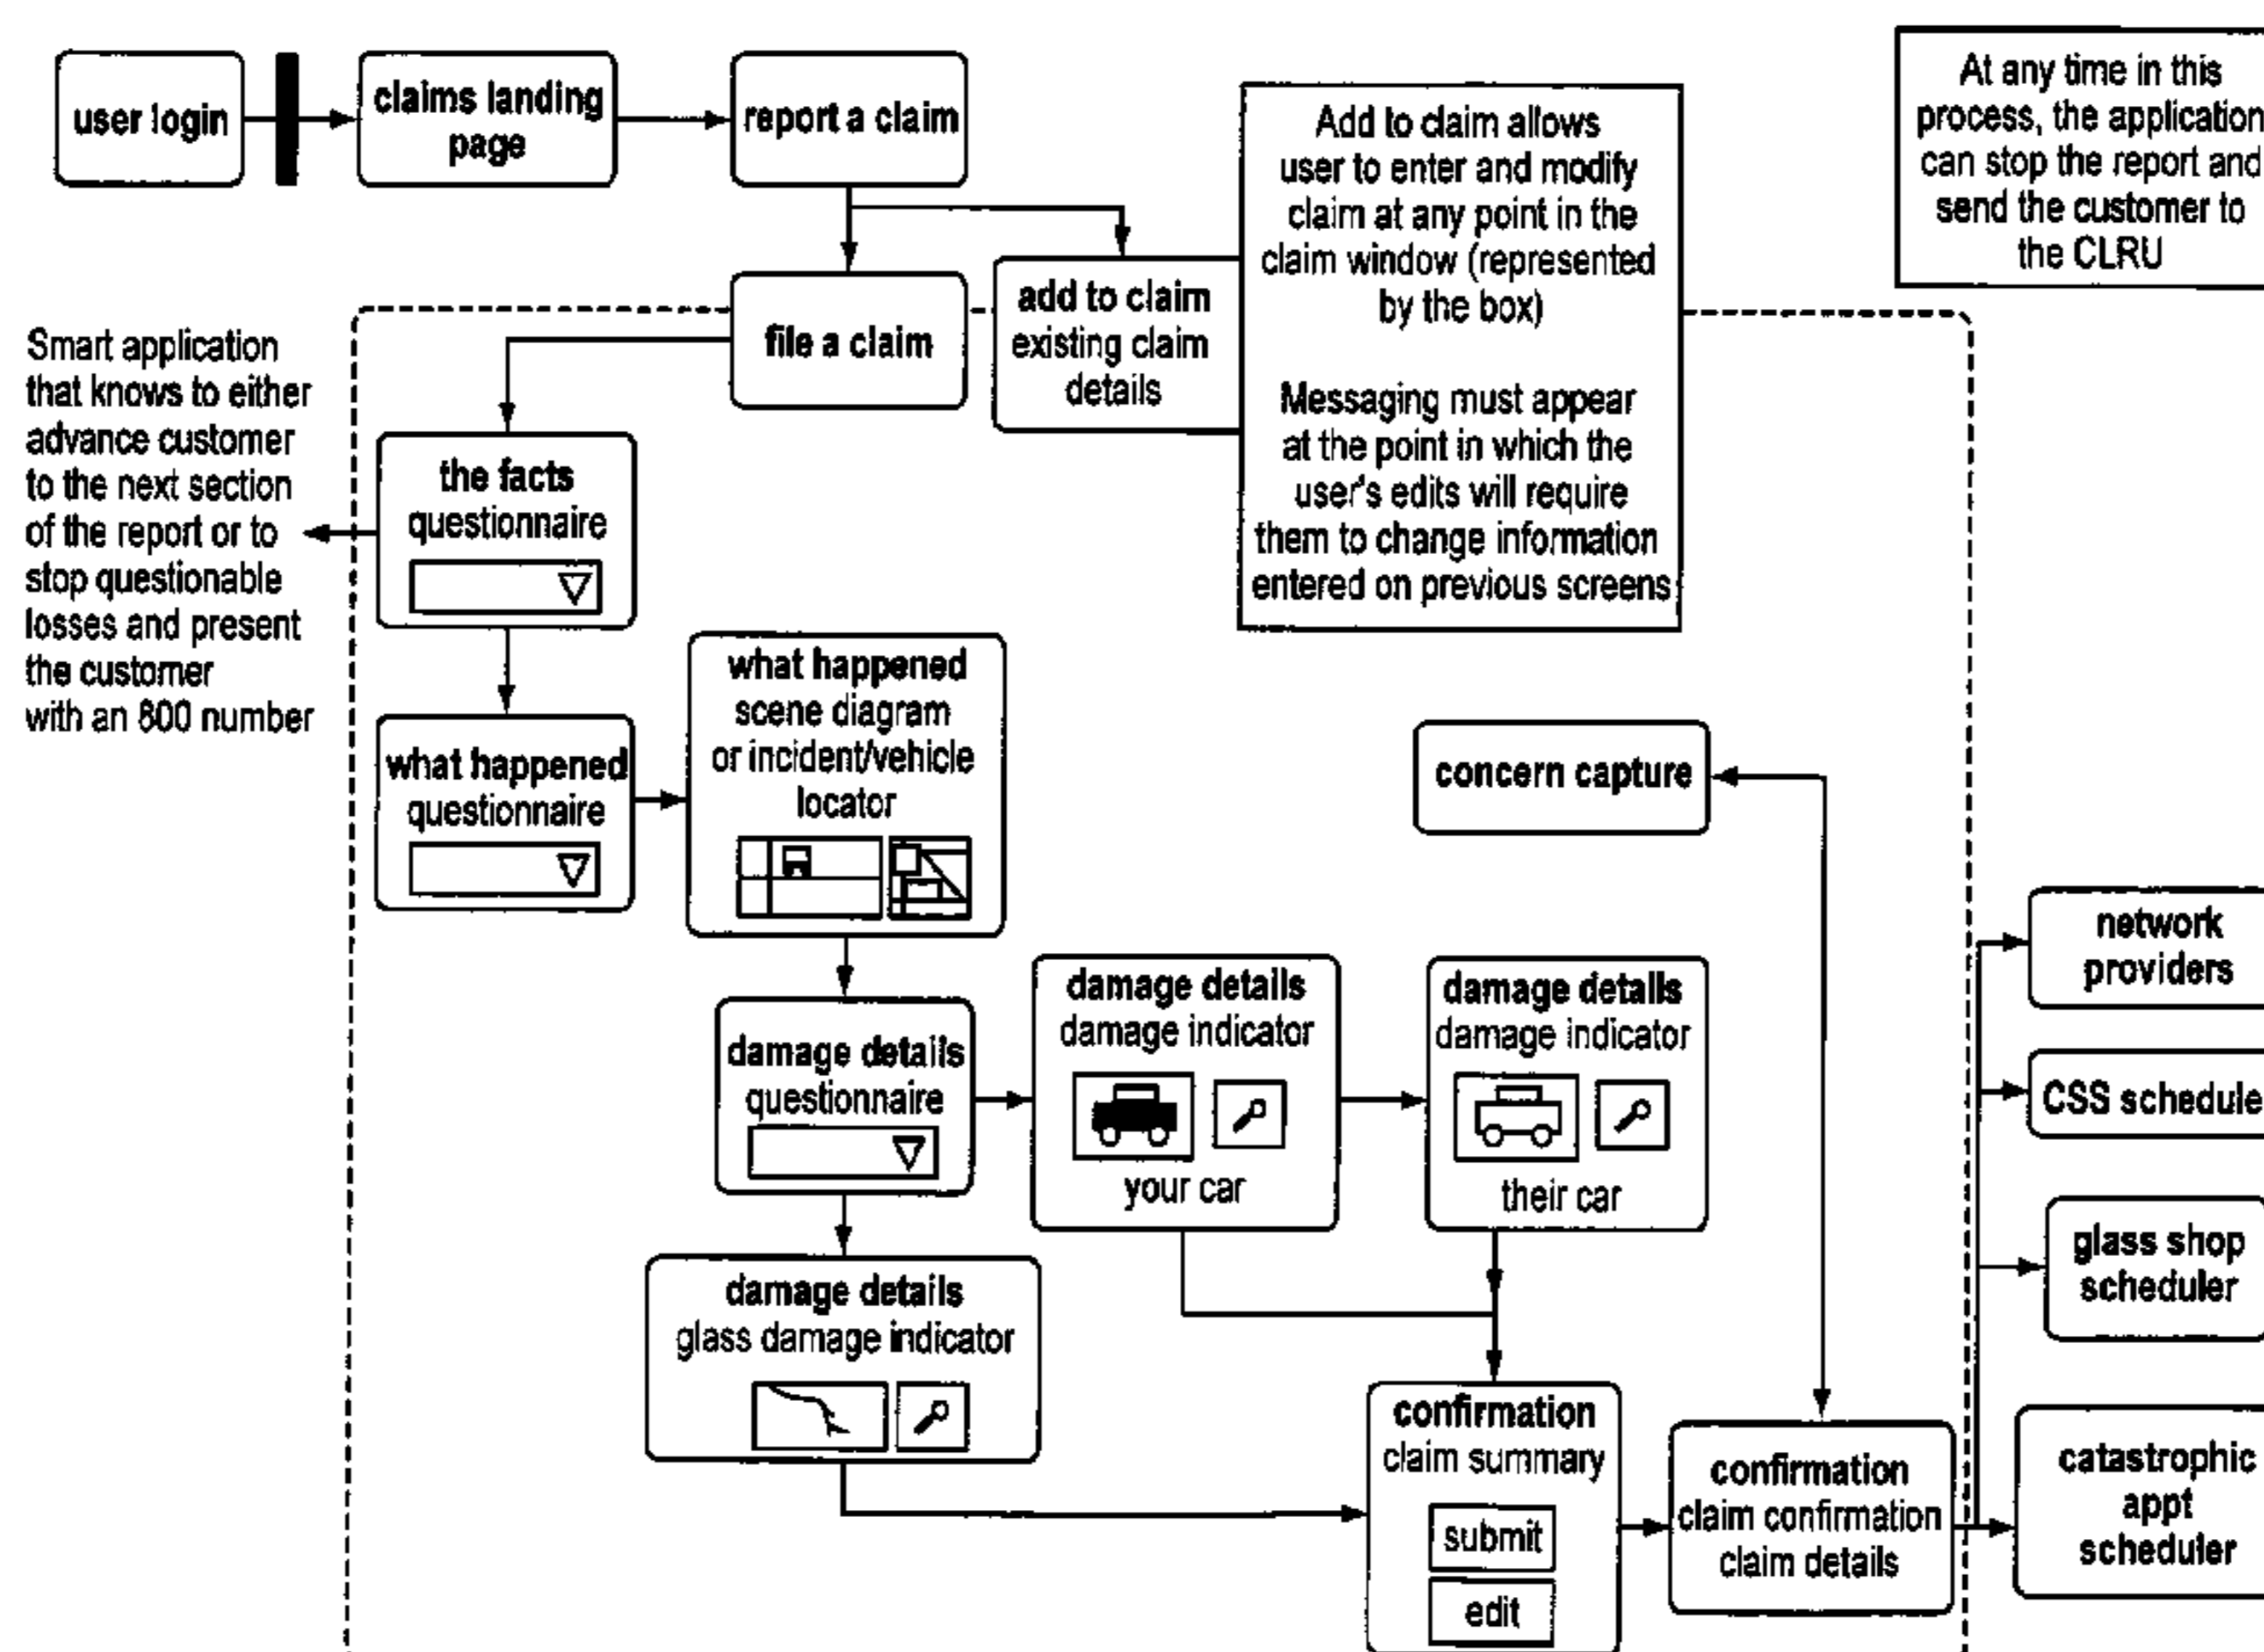 user login
claims landing
page
report a claim
At any time in this
process, the application
can stop the report and
send the customer to
the CLRU
Add to claim allows
user to enter and modify
claim at any point in the
claim window (represented
by the box)
Messaging must appear
at the point in which the
user's edits will require
them to change information
entered on previous screens
file a claim
add to claim
existing claim
details
Smart application
that knows to either
advance customer
to the next section
of the report or to
stop questionable
losses and present
the customer
with an 800 number
the facts
questionnaire
what happened
questionnaire
what happened
scene diagram
or incident/vehicle
locator
concern capture
damage details
questionnaire
damage details
damage indicator
your car
damage details
damage indicator
their car
damage details
glass damage indicator
confirmation
claim summary
submit
edit
confirmation
claim confirmation
claim details
network
providers
CSS schedule
glass shop
scheduler
catastrophic
appt
scheduler